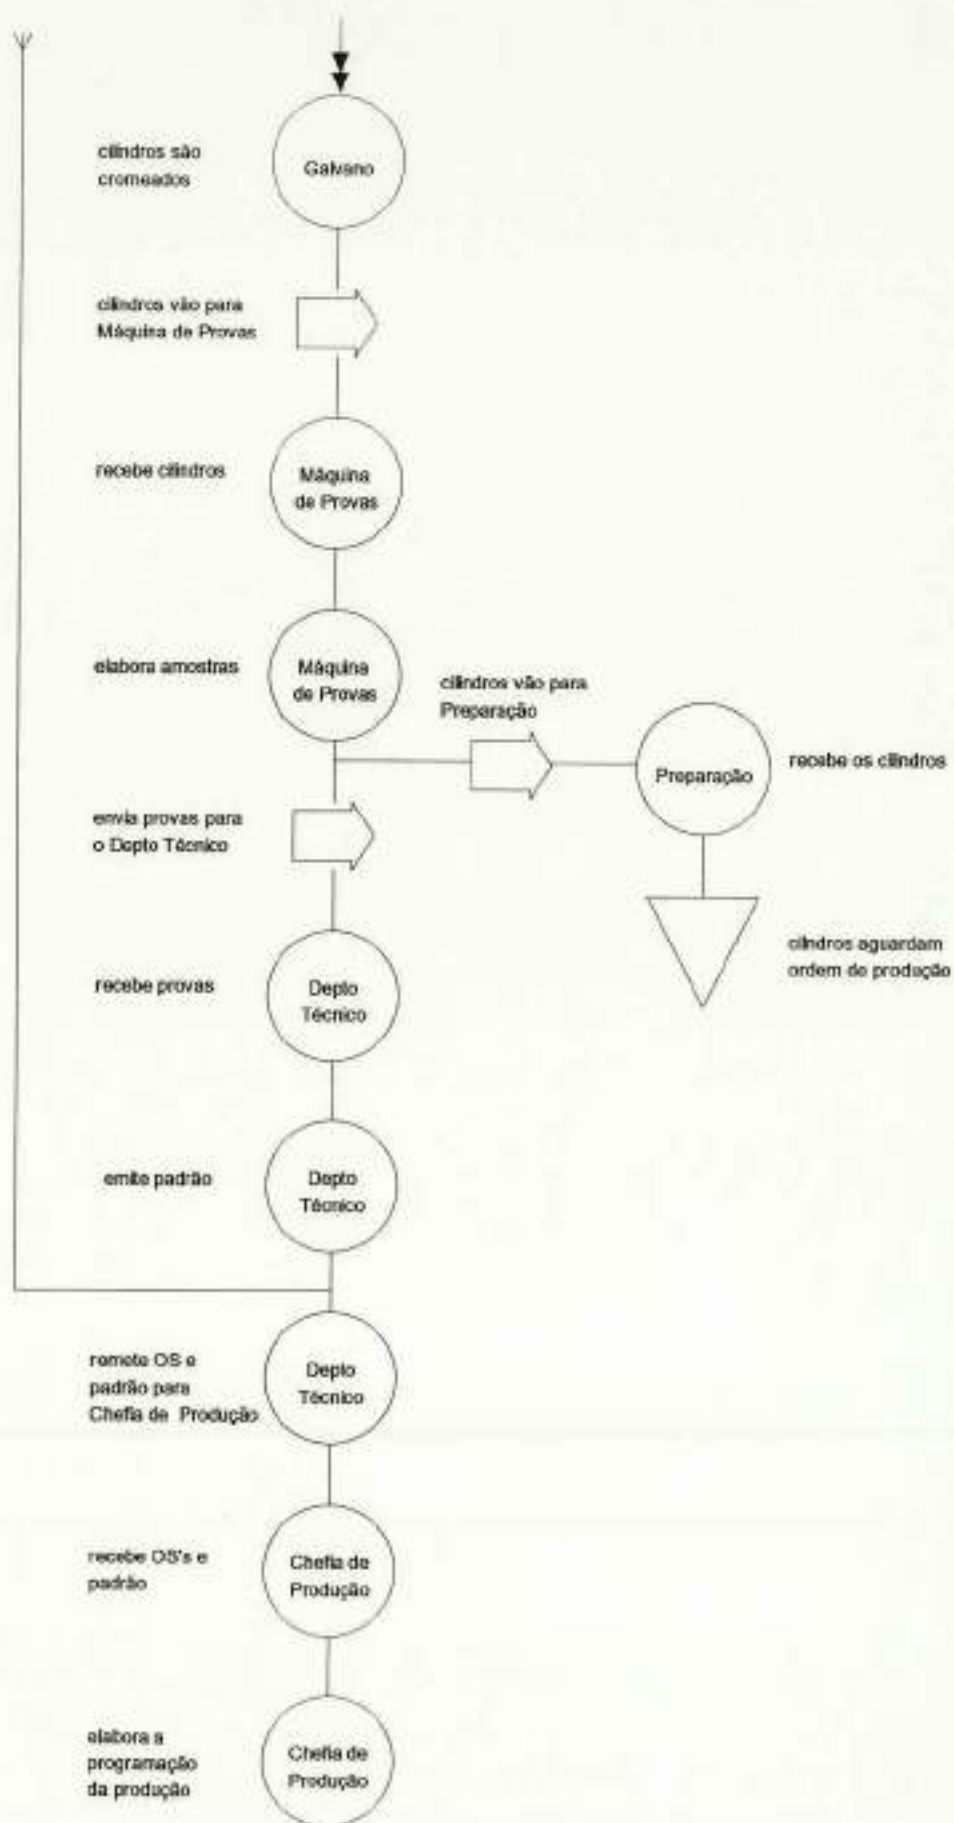 cilindros são
cromeados
Galvano
cilindros vão para
Máquina de Provas
recebe cilindros
Máquina
de Provas
elabora amostras
Máquina
de Provas
cilindros vão para
Preparação
Preparação
recebe os cilindros
envia provas para
o Depto Técnico
cilindros aguardam
ordem de produção
recebe provas
Depto
Técnico
emite padrão
Depto
Técnico
remete OS e
padrão para
Chefia de Produção
Depto
Técnico
recebe OS's e
padrão
Chefia de
Produção
elabora a
programação
da produção
Chefia de
Produção